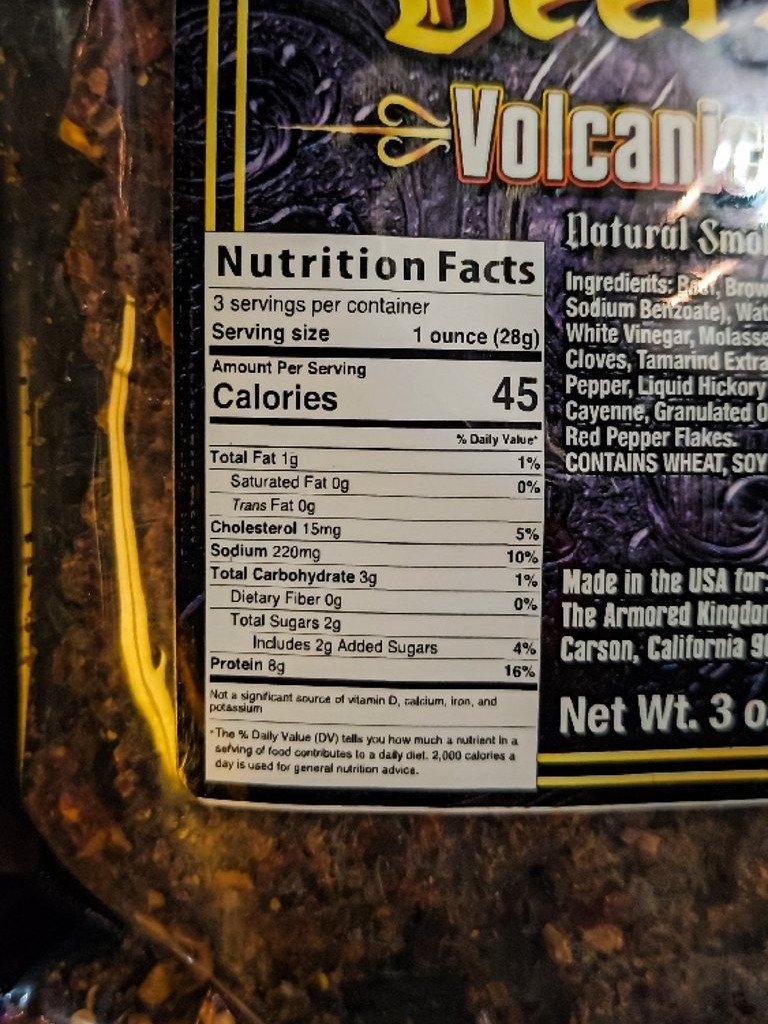 Volcanic
Natural Smo
Nutrition Facts
3 servings per container
Serving size 1 ounce (28g)
Amount Per Serving
Calories 45
% Daily Value*
Total Fat 1g 1%
Saturated Fat 0g 0%
Trans Fat 0g
Cholesterol 15mg 5%
Sodium 220mg 10%
Total Carbohydrate 3g 1%
Dietary Fiber 0g 0%
Total Sugars 2g
Includes 2g Added Sugars 4%
Protein 8g 16%
Not a significant source of vitamin D, calcium, iron, and
potassium
*The % Daily Value (DV) tells you how much a nutrient in a
serving of food contributes to a daily diet. 2,000 calories a
day is used for general nutrition advice.
Ingredients: Beef, Brow
Sodium Benzoate), Wat
White Vinegar, Molasse
Cloves, Tamarind Extra
Pepper, Liquid Hickory
Cayenne, Granulated O
Red Pepper Flakes.
CONTAINS WHEAT, SOY
Made in the USA for:
The Armored Kingdo
Carson, California 9
Net Wt. 3 o